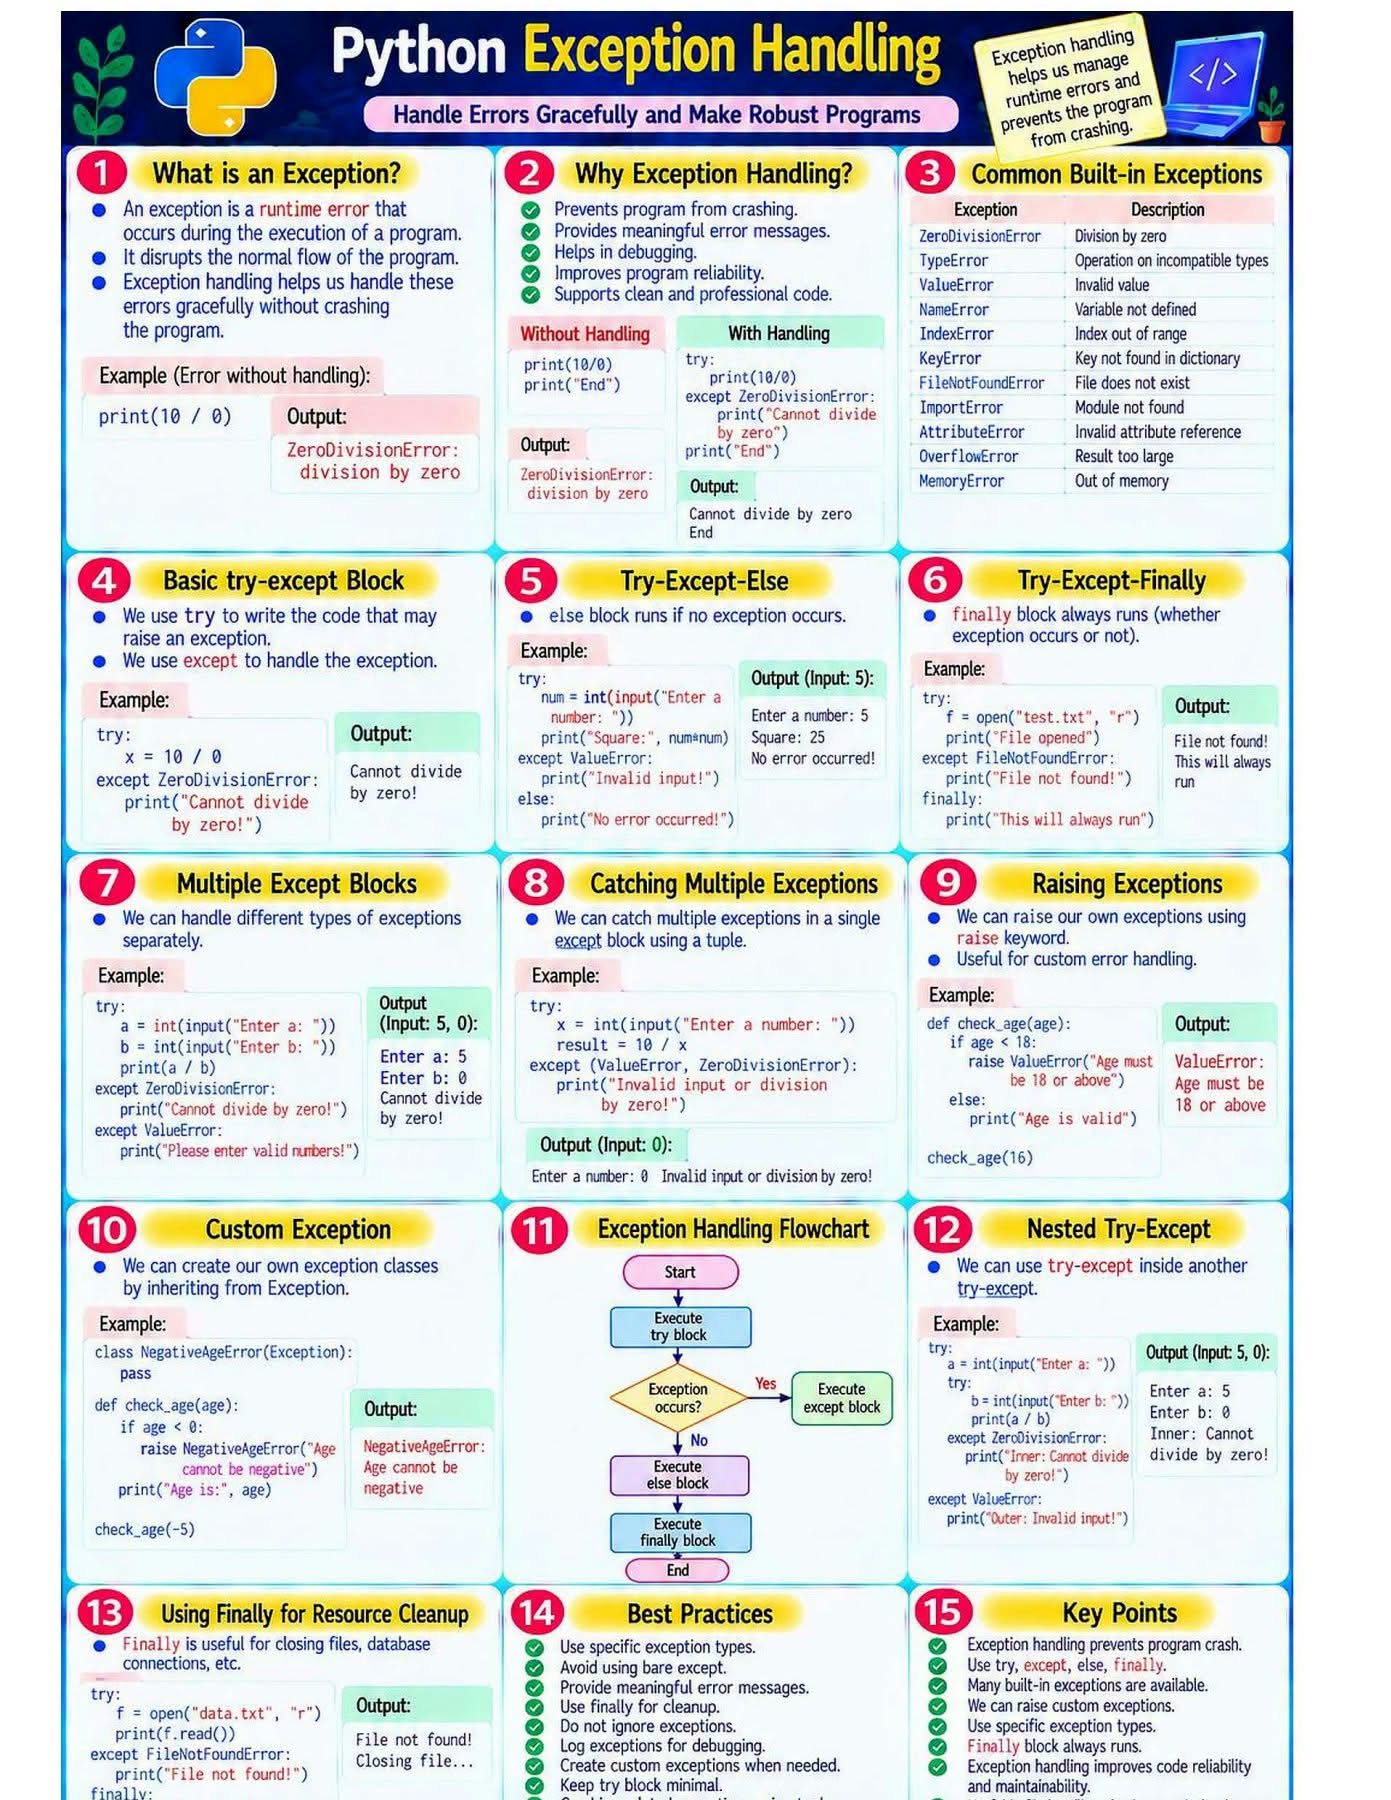 Python Exception Handling
Handle Errors Gracefully and Make Robust Programs
Exception handling
helps us manage
runtime errors and
prevents the program
from crashing.
</>
1 What is an Exception?
An exception is a runtime error that
occurs during the execution of a program.
It disrupts the normal flow of the program.
Exception handling helps us handle these
errors gracefully without crashing
the program.
Example (Error without handling):
print(10 / 0)
Output:
ZeroDivisionError:
division by zero
2 Why Exception Handling?
Prevents program from crashing.
Provides meaningful error messages.
Helps in debugging.
Improves program reliability.
Supports clean and professional code.
Without Handling
print(10/0)
print("End")
Output:
ZeroDivisionError:
division by zero
With Handling
try:
print(10/0)
except ZeroDivisionError:
print("Cannot divide
by zero")
print("End")
Output:
Cannot divide by zero
End
3 Common Built-in Exceptions
Exception Description
ZeroDivisionError Division by zero
TypeError Operation on incompatible types
ValueError Invalid value
NameError Variable not defined
IndexError Index out of range
KeyError Key not found in dictionary
FileNotFoundError File does not exist
ImportError Module not found
AttributeError Invalid attribute reference
OverflowError Result too large
MemoryError Out of memory
4 Basic try-except Block
We use try to write the code that may
raise an exception.
We use except to handle the exception.
Example:
try:
x = 10 / 0
except ZeroDivisionError:
print("Cannot divide
by zero!")
Output:
Cannot divide
by zero!
5 Try-Except-Else
else block runs if no exception occurs.
Example:
try:
num = int(input("Enter a
number: "))
print("Square:", num*num)
except ValueError:
print("Invalid input!")
else:
print("No error occurred!")
Output (Input: 5):
Enter a number: 5
Square: 25
No error occurred!
6 Try-Except-Finally
finally block always runs (whether
exception occurs or not).
Example:
try:
f = open("test.txt", "r")
print("File opened")
except FileNotFoundError:
print("File not found!")
finally:
print("This will always run")
Output:
File not found!
This will always
run
7 Multiple Except Blocks
We can handle different types of exceptions
separately.
Example:
try:
a = int(input("Enter a: "))
b = int(input("Enter b: "))
print(a / b)
except ZeroDivisionError:
print("Cannot divide by zero!")
except ValueError:
print("Please enter valid numbers!")
Output
(Input: 5, 0):
Enter a: 5
Enter b: 0
Cannot divide
by zero!
8 Catching Multiple Exceptions
We can catch multiple exceptions in a single
except block using a tuple.
Example:
try:
x = int(input("Enter a number: "))
result = 10 / x
except (ValueError, ZeroDivisionError):
print("Invalid input or division
by zero!")
Output (Input: 0):
Enter a number: 0 Invalid input or division by zero!
9 Raising Exceptions
We can raise our own exceptions using
raise keyword.
Useful for custom error handling.
Example:
def check_age(age):
if age < 18:
raise ValueError("Age must
be 18 or above")
else:
print("Age is valid")
check_age(16)
Output:
ValueError:
Age must be
18 or above
10 Custom Exception
We can create our own exception classes
by inheriting from Exception.
Example:
class NegativeAgeError(Exception):
pass
def check_age(age):
if age < 0:
raise NegativeAgeError("Age
cannot be negative")
print("Age is:", age)
check_age(-5)
Output:
NegativeAgeError:
Age cannot be
negative
11 Exception Handling Flowchart
Start
Execute
try block
Exception
occurs?
Yes
Execute
except block
No
Execute
else block
Execute
finally block
End
12 Nested Try-Except
We can use try-except inside another
try-except.
Example:
try:
a = int(input("Enter a: "))
try:
b = int(input("Enter b: "))
print(a / b)
except ZeroDivisionError:
print("Inner: Cannot divide
by zero!")
except ValueError:
print("Outer: Invalid input!")
Output (Input: 5, 0):
Enter a: 5
Enter b: 0
Inner: Cannot
divide by zero!
13 Using Finally for Resource Cleanup
Finally is useful for closing files, database
connections, etc.
try:
f = open("data.txt", "r")
print(f.read())
except FileNotFoundError:
print("File not found!")
finally:
Output:
File not found!
Closing file...
14 Best Practices
Use specific exception types.
Avoid using bare except.
Provide meaningful error messages.
Use finally for cleanup.
Do not ignore exceptions.
Log exceptions for debugging.
Create custom exceptions when needed.
Keep try block minimal.
15 Key Points
Exception handling prevents program crash.
Use try, except, else, finally.
Many built-in exceptions are available.
We can raise custom exceptions.
Use specific exception types.
Finally block always runs.
Exception handling improves code reliability
and maintainability.